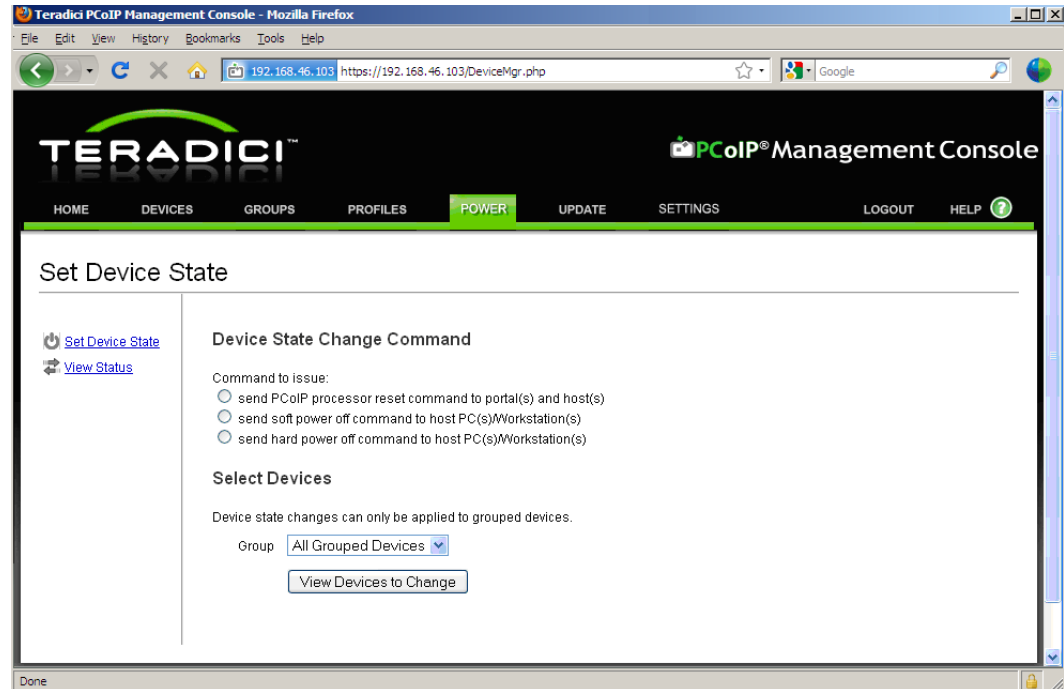 Teradici PCoIP Management Console - Mozilla Firefox
File Edit View History Bookmarks Tools Help
192.168.46.103 https://192.168.46.103/DeviceMgr.php Google
TERADICI™
PCoIP® Management Console
HOME DEVICES GROUPS PROFILES POWER UPDATE SETTINGS LOGOUT HELP ?
Set Device State
Set Device State
View Status
Device State Change Command
Command to issue:
send PCoIP processor reset command to portal(s) and host(s)
send soft power off command to host PC(s)/Workstation(s)
send hard power off command to host PC(s)/Workstation(s)
Select Devices
Device state changes can only be applied to grouped devices.
Group All Grouped Devices
View Devices to Change
Done